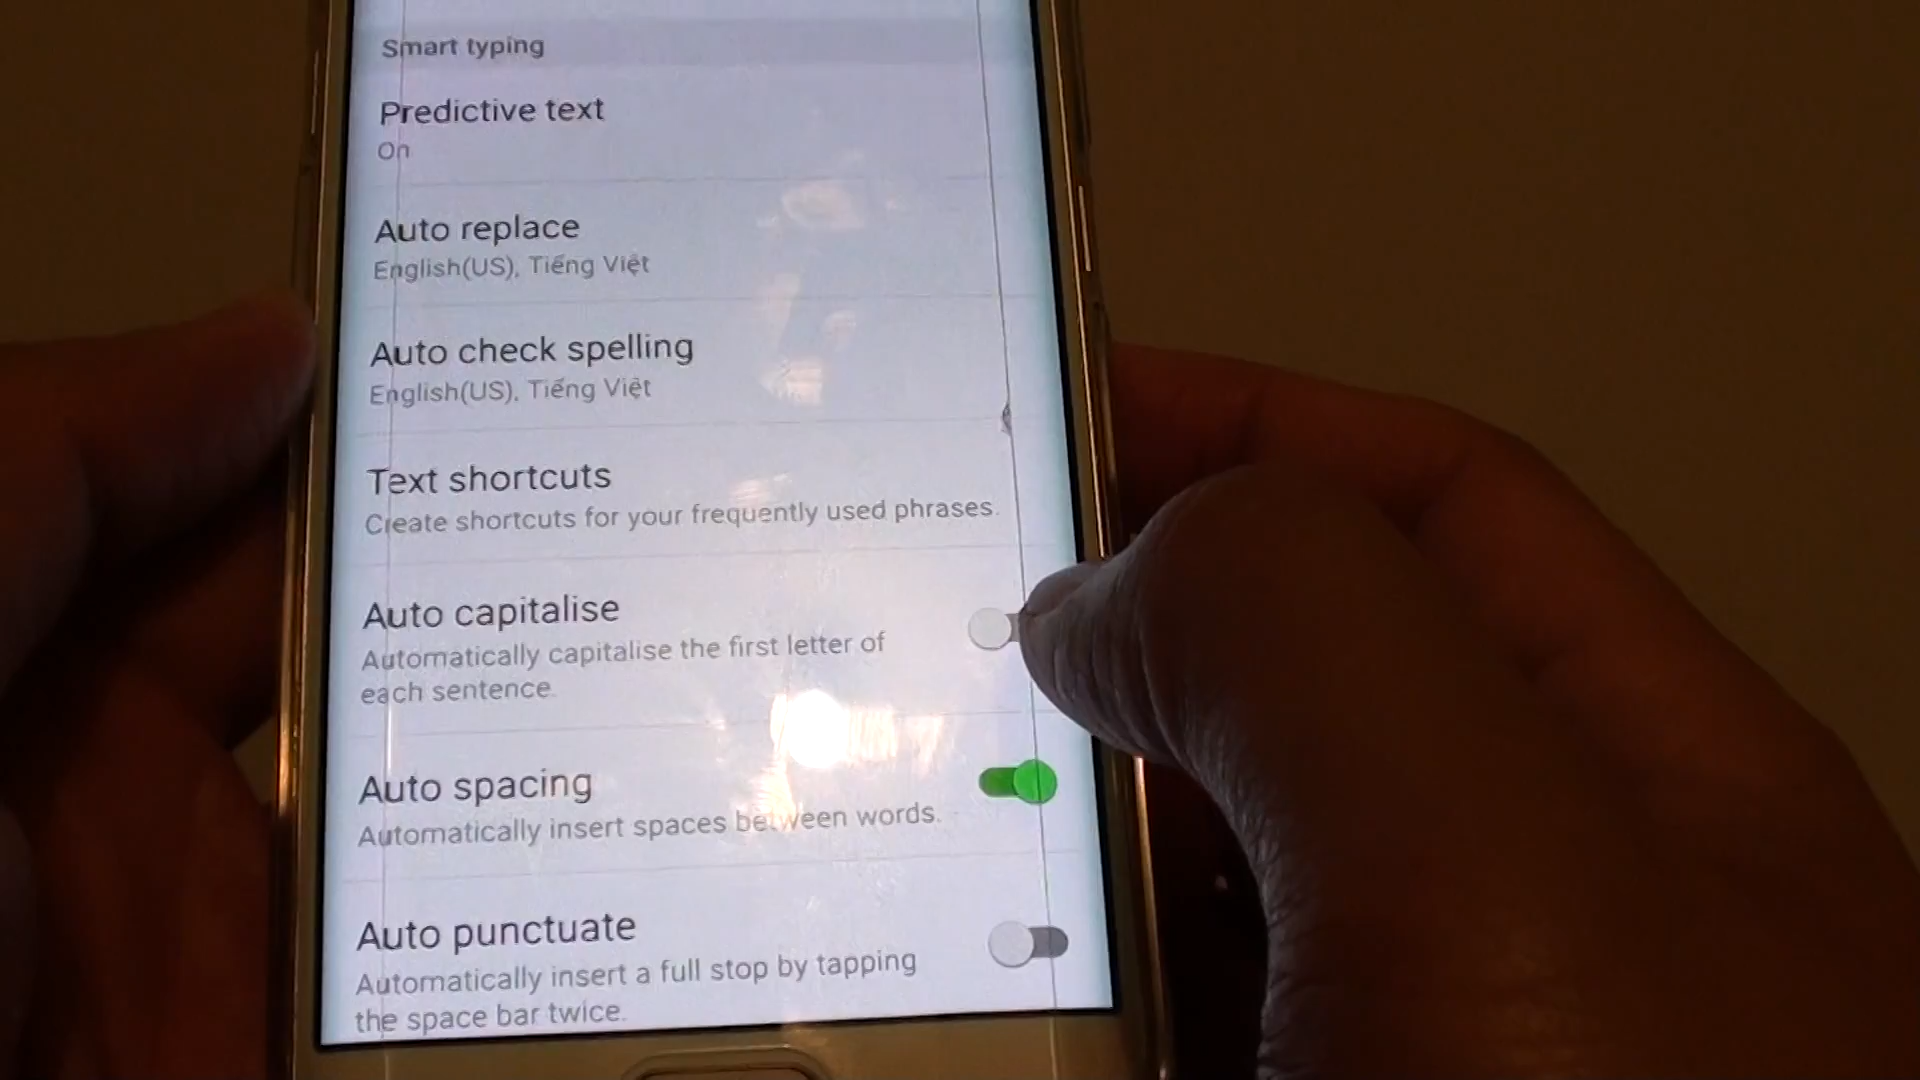 Smart typing
Predictive text
On
Auto replace
English(US), Tiếng Việt
Auto check spelling
English(US), Tiếng Việt
Text shortcuts
Create shortcuts for your frequently used phrases.
Auto capitalise
Automatically capitalise the first letter of
each sentence.
Auto spacing
Automatically insert spaces between words.
Auto punctuate
Automatically insert a full stop by tapping
the space bar twice.